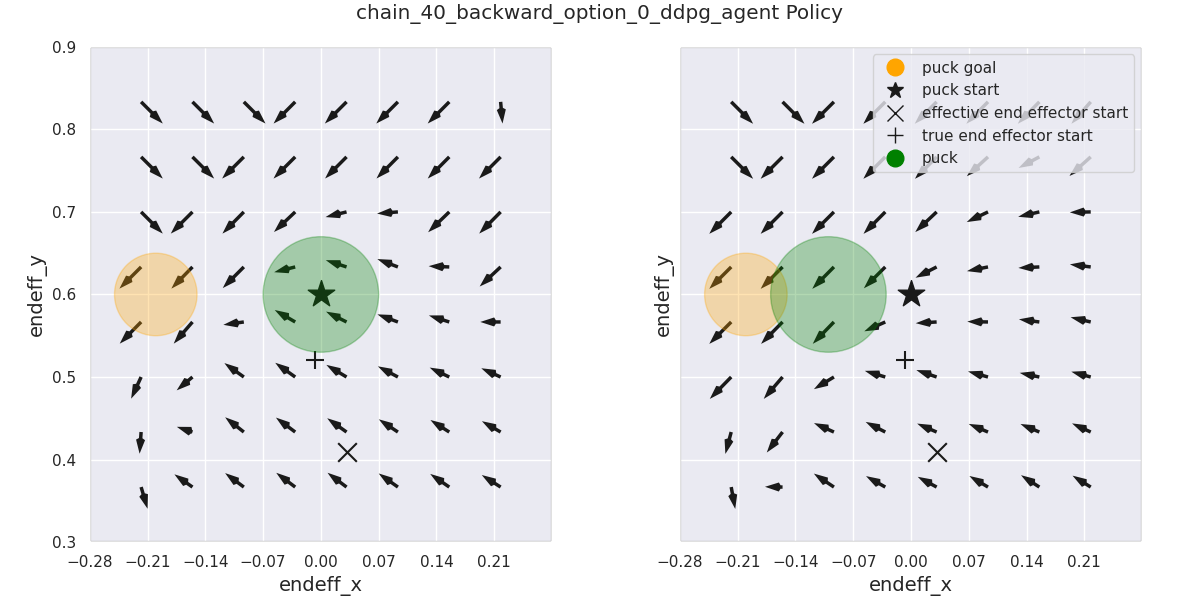 chain_40_backward_option_0_ddpg_agent Policy
0.9
0.8
0.7
0.6
0.5
0.4
0.3
endeff_y
−0.28 −0.21 −0.14 −0.07 0.00 0.07 0.14 0.21
endeff_x
puck goal
puck start
effective end effector start
true end effector start
puck
endeff_y
−0.28 −0.21 −0.14 −0.07 0.00 0.07 0.14 0.21
endeff_x